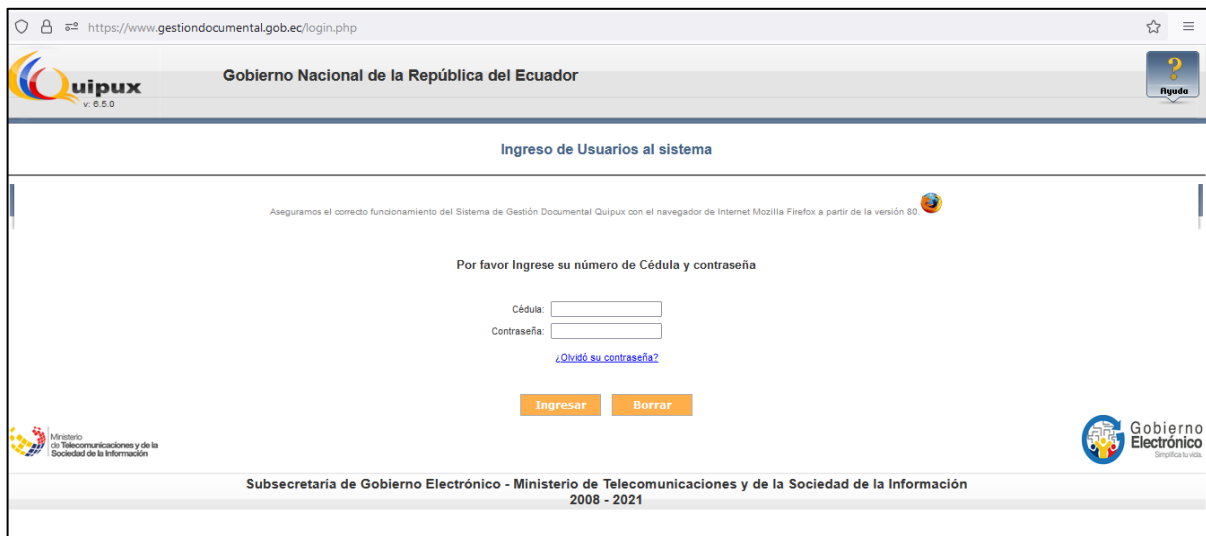 https://www.gestiondocumental.gob.ec/login.php
Quipux
v: 6.5.0
Gobierno Nacional de la República del Ecuador
?
Ayuda
Ingreso de Usuarios al sistema
Aseguramos el correcto funcionamiento del Sistema de Gestión Documental Quipux con el navegador de Internet Mozilla Firefox a partir de la versión 80.
Por favor Ingrese su número de Cédula y contraseña
Cédula:
Contraseña:
¿Olvidó su contraseña?
Ingresar Borrar
Ministerio
de Telecomunicaciones y de la
Sociedad de la Información
Gobierno
Electrónico
Simplifica tu vida.
Subsecretaría de Gobierno Electrónico - Ministerio de Telecomunicaciones y de la Sociedad de la Información
2008 - 2021